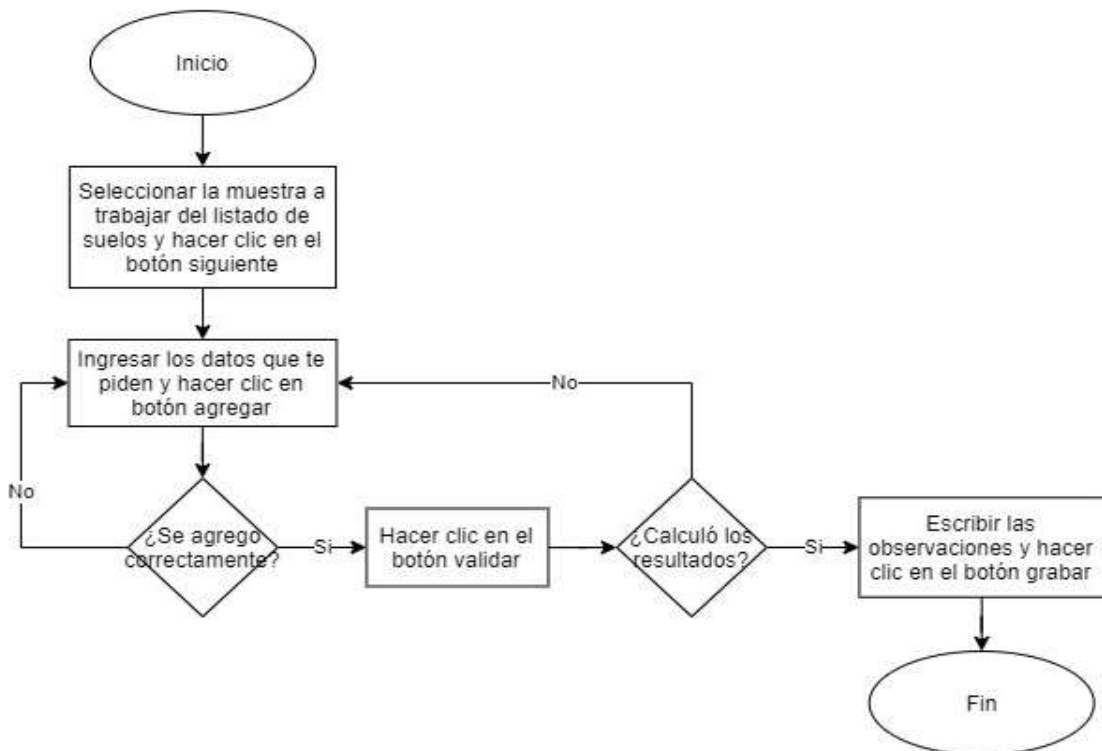 Inicio
Seleccionar la muestra a
trabajar del listado de
suelos y hacer clic en el
botón siguiente
Ingresar los datos que te
piden y hacer clic en
botón agregar
No
No
¿Se agrego
correctamente?
Si
Hacer clic en el
botón validar
¿Calculó los
resultados?
Si
Escribir las
observaciones y hacer
clic en el botón grabar
Fin